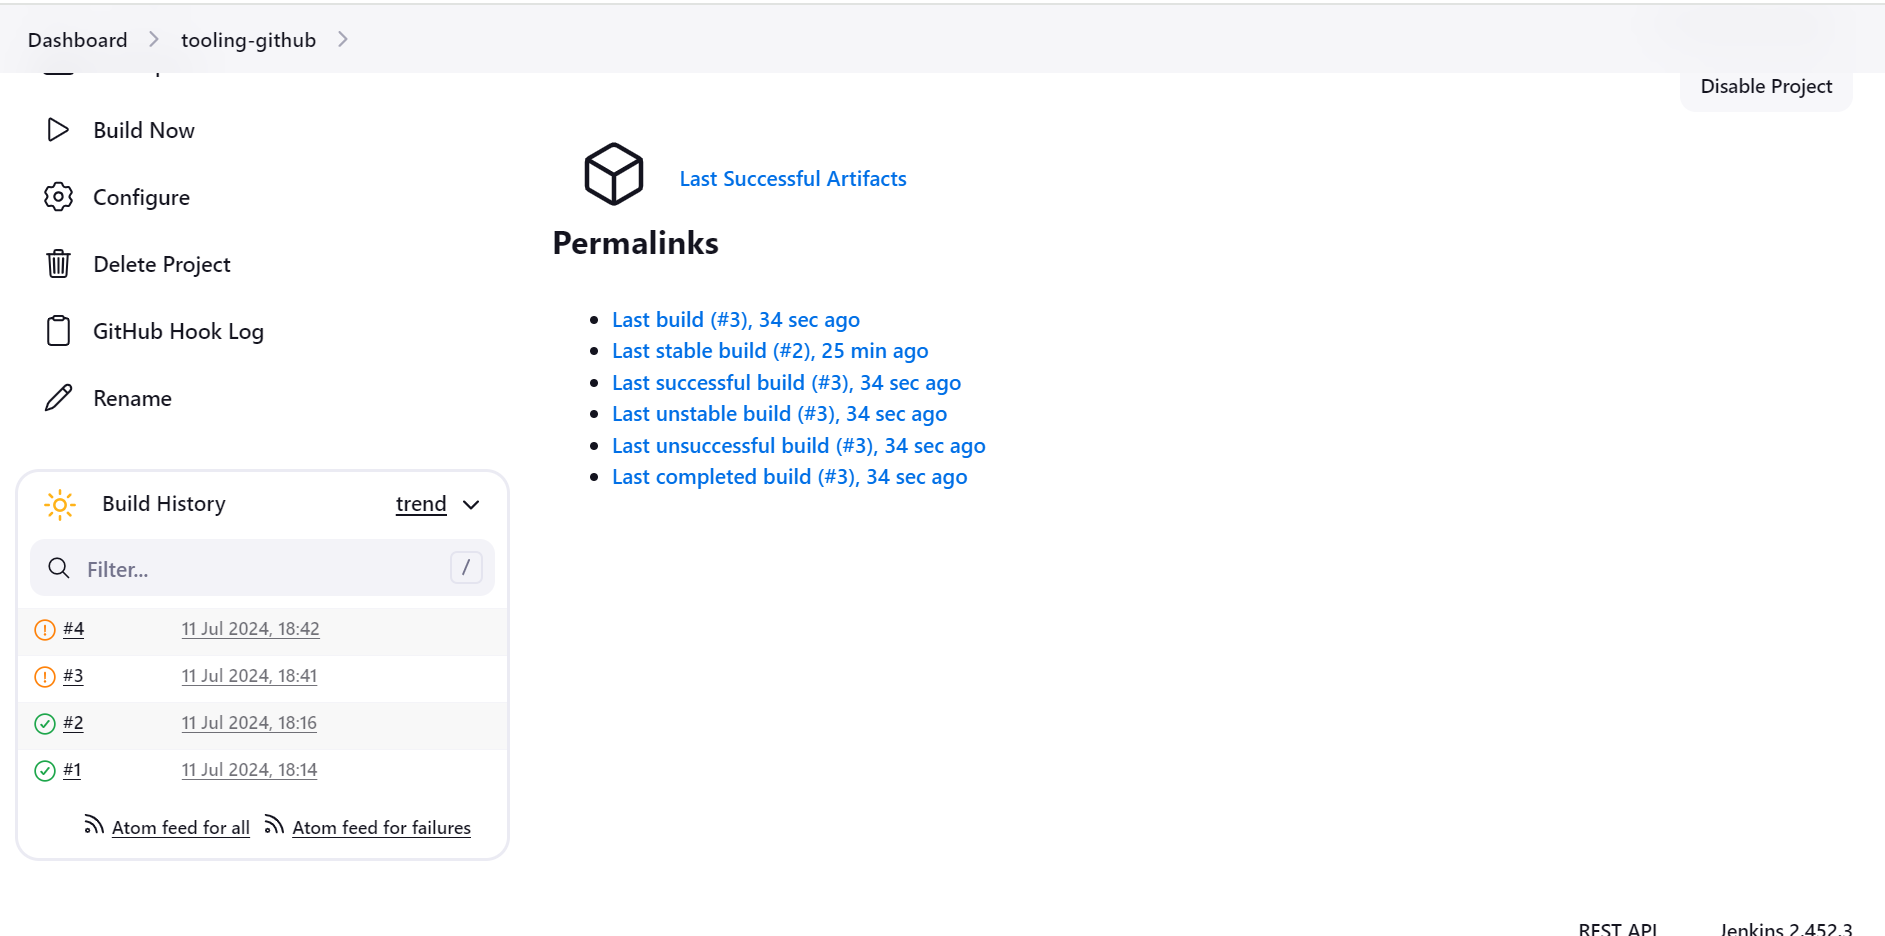 Dashboard > tooling-github >
Disable Project
Build Now
Configure
Delete Project
GitHub Hook Log
Rename
Last Successful Artifacts
Permalinks
Last build (#3), 34 sec ago
Last stable build (#2), 25 min ago
Last successful build (#3), 34 sec ago
Last unstable build (#3), 34 sec ago
Last unsuccessful build (#3), 34 sec ago
Last completed build (#3), 34 sec ago
Build History trend
Filter... /
#4 11 Jul 2024, 18:42
#3 11 Jul 2024, 18:41
#2 11 Jul 2024, 18:16
#1 11 Jul 2024, 18:14
Atom feed for all Atom feed for failures
REST API Jenkins 2.452.3